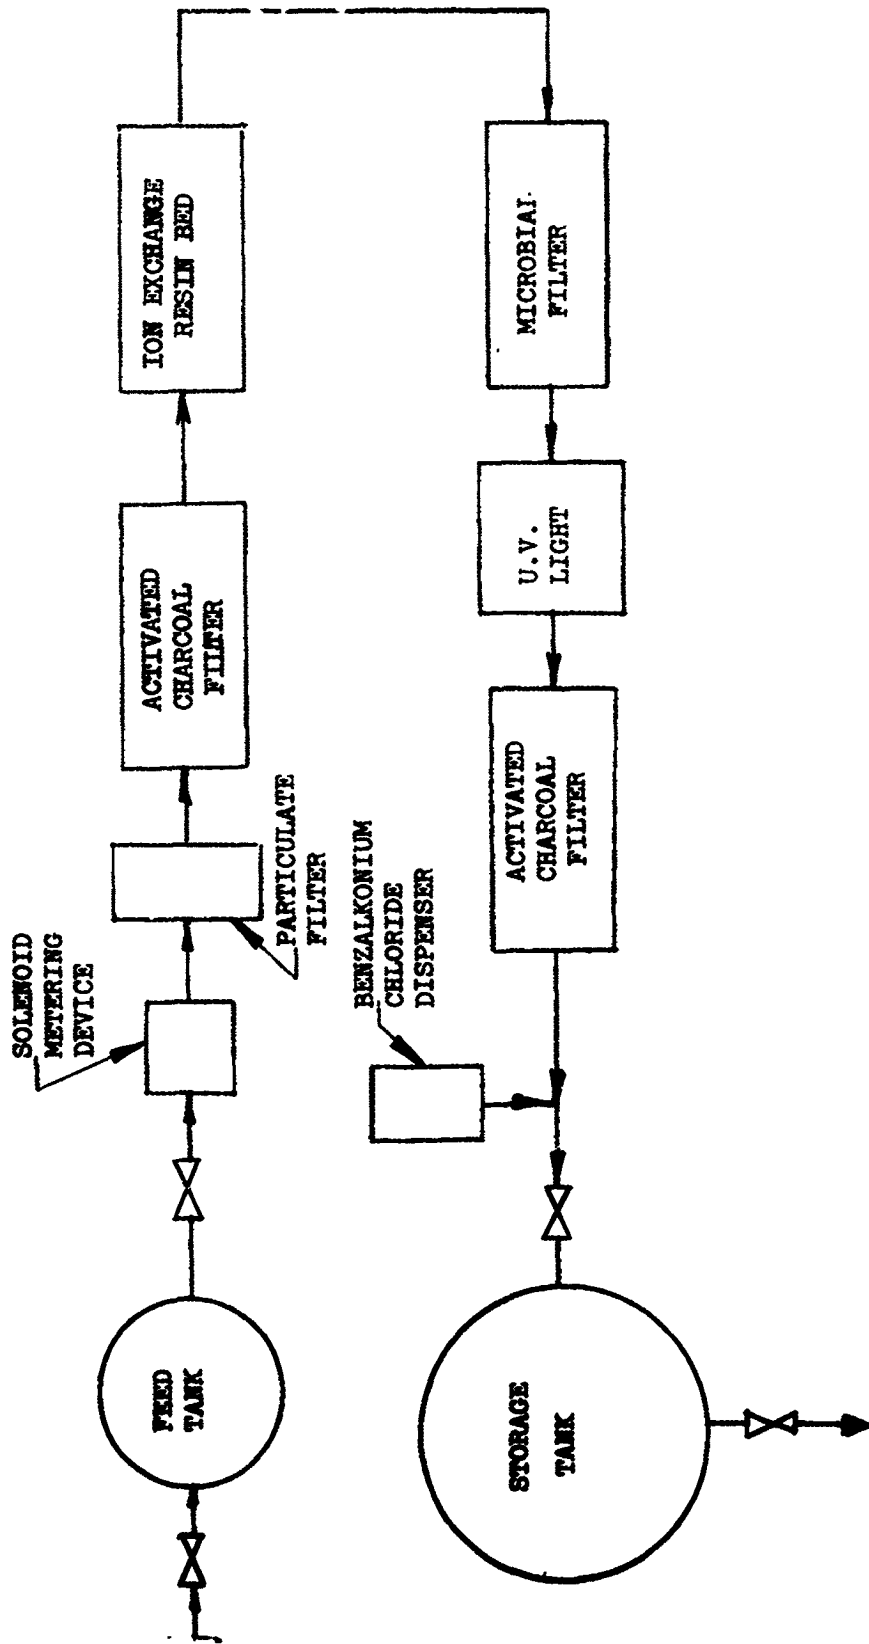 FEED
TANK
SOLENOID
METERING
DEVICE
PARTICULATE
FILTER
ACTIVATED
CHARCOAL
FILTER
ION EXCHANGE
RESIN BED
STORAGE
TANK
BENZALKONIUM
CHLORIDE
DISPENSER
ACTIVATED
CHARCOAL
FILTER
U.V.
LIGHT
MICROBIAL
FILTER